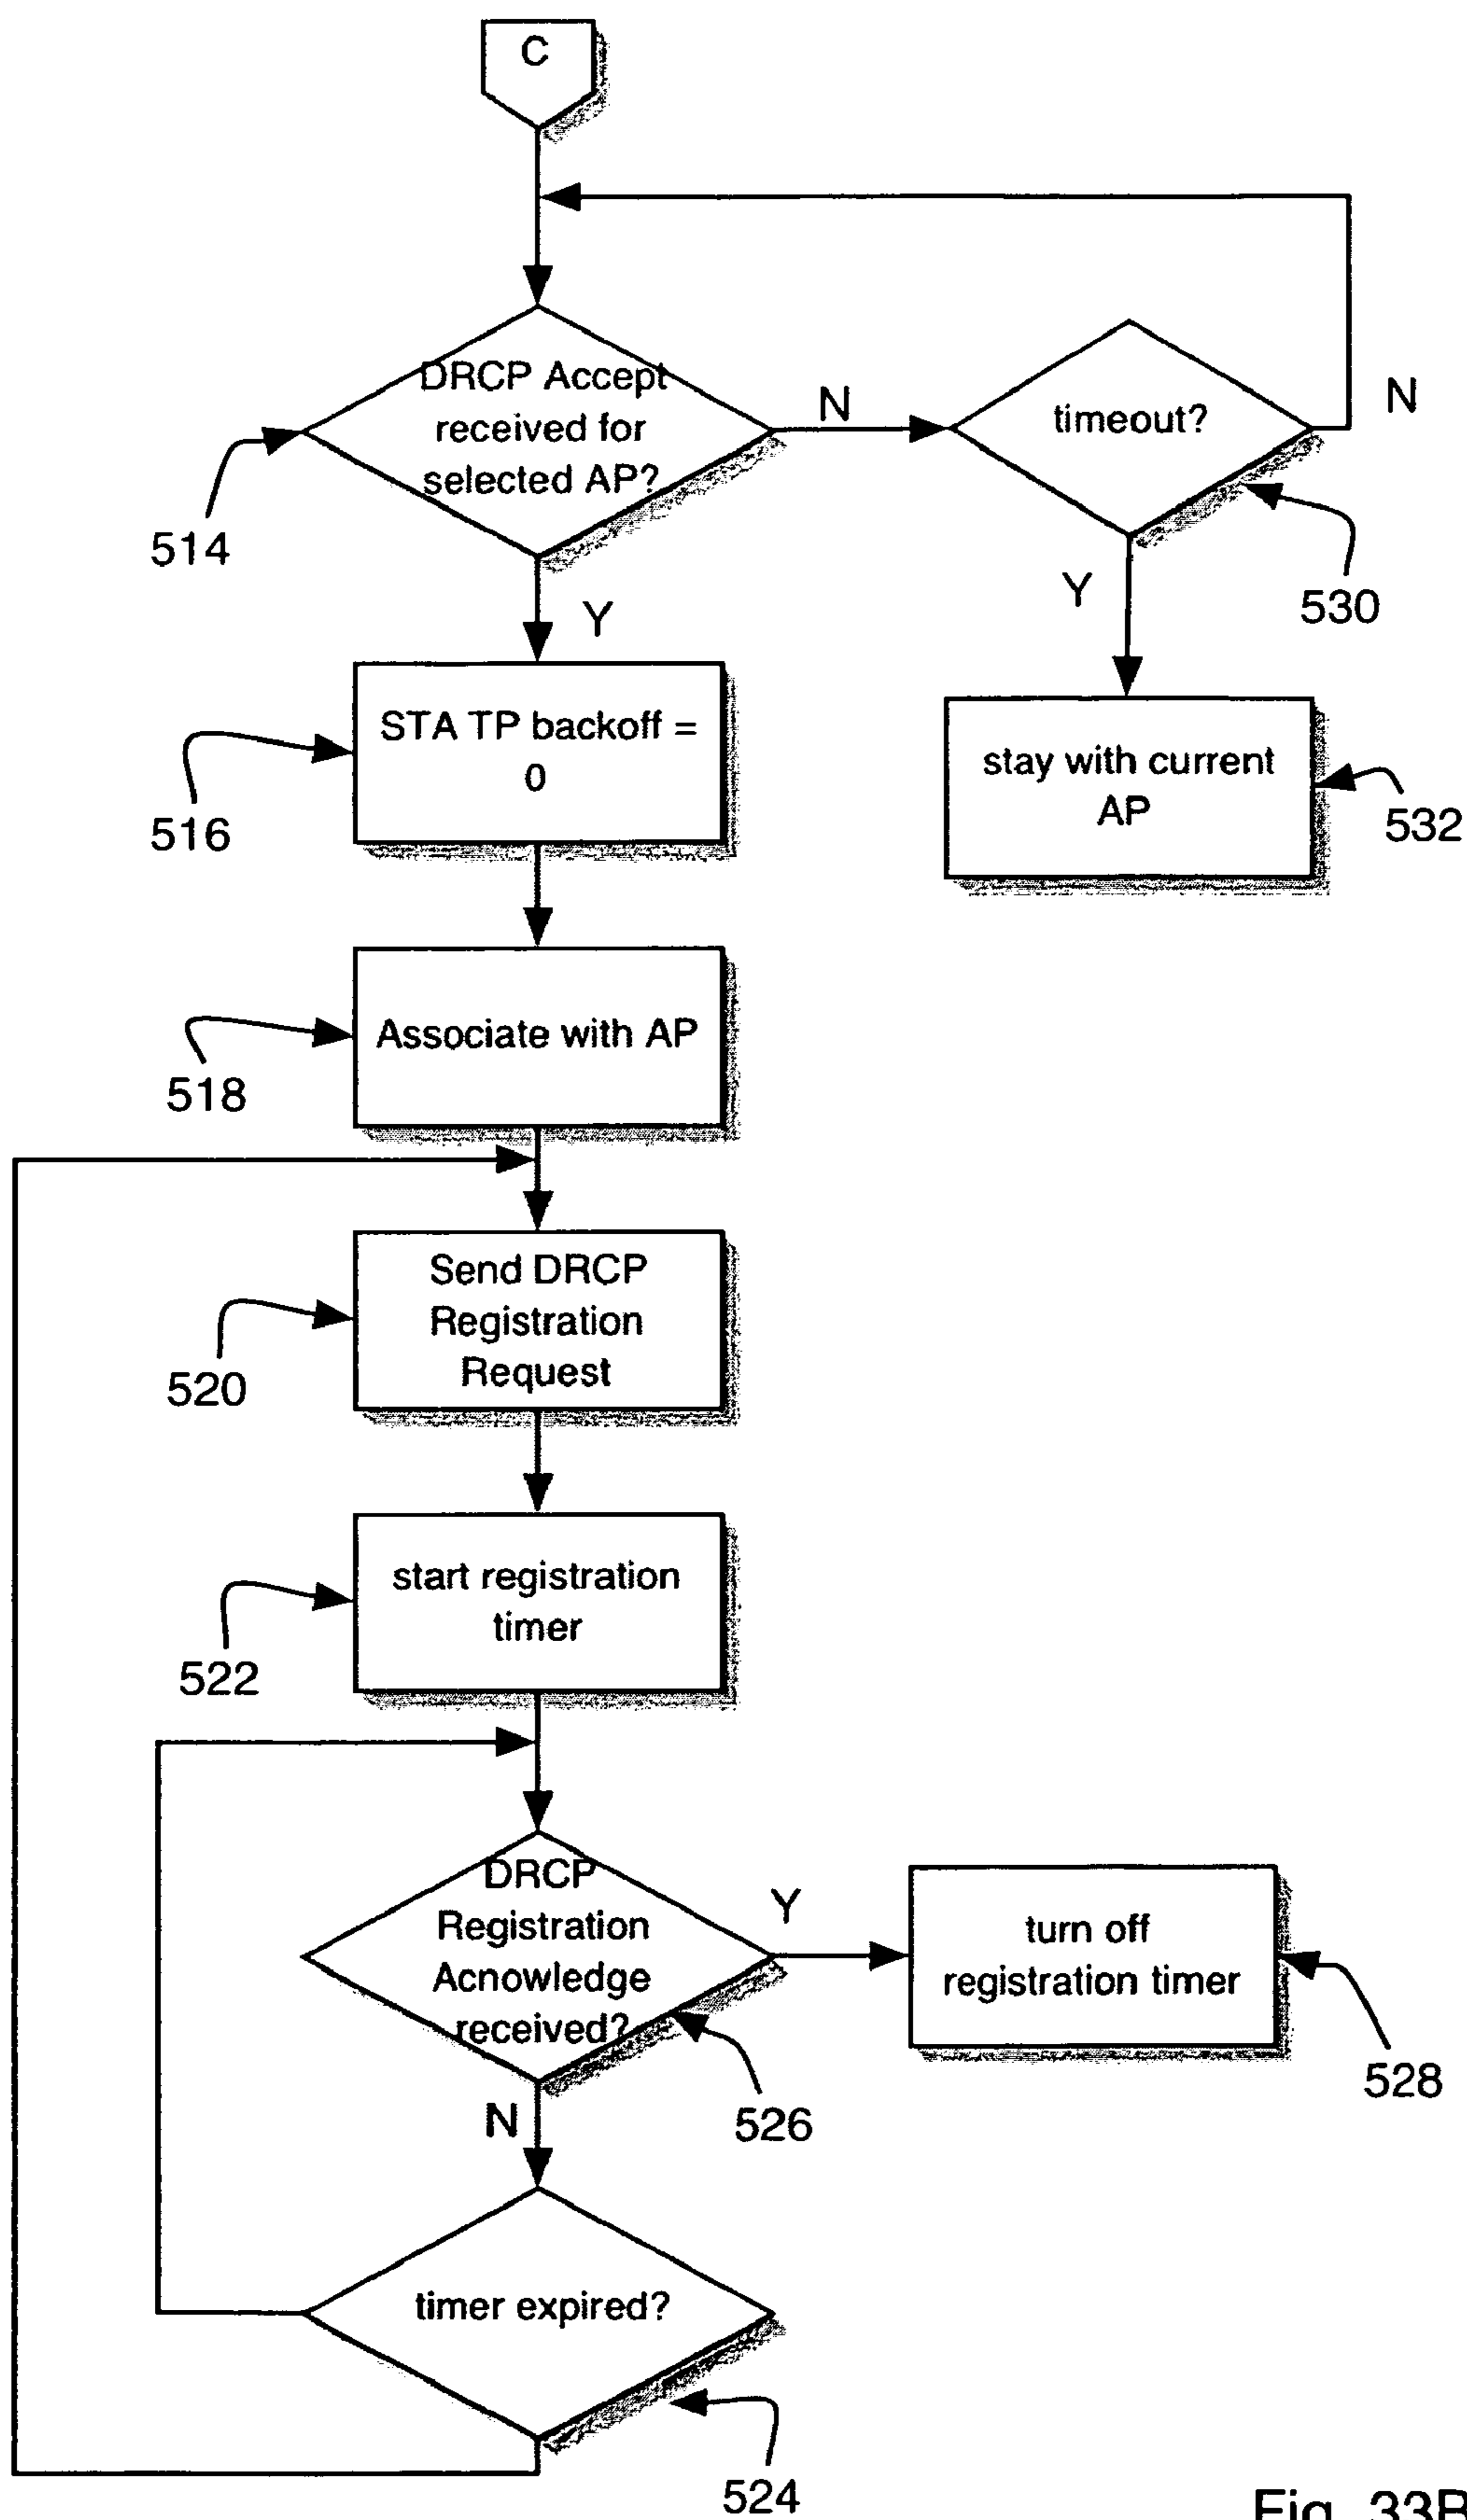 C
DRCP Accept
received for
selected AP?
N
timeout?
N
514
Y
Y
530
STA TP backoff =
0
516
stay with current
AP
532
Associate with AP
518
Send DRCP
Registration
Request
520
start registration
timer
522
DRCP
Registration
Acnowledge
received?
Y
turn off
registration timer
528
N
526
timer expired?
524
Fig. 33B